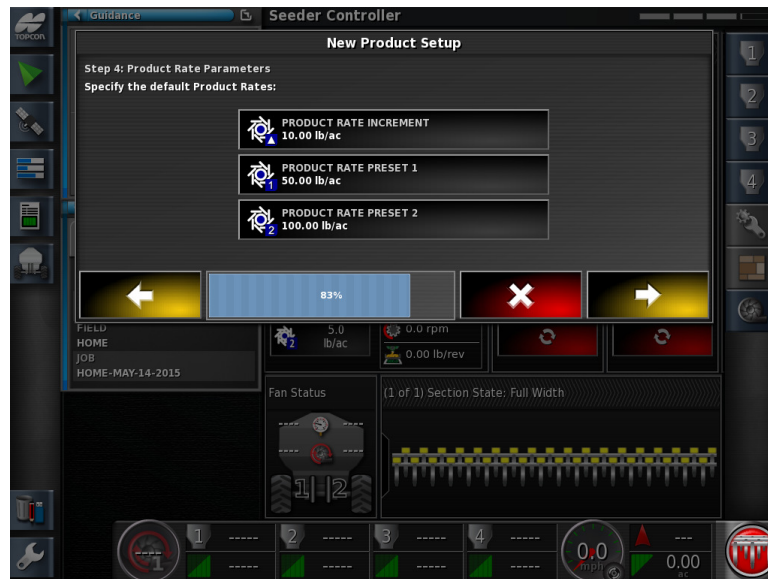 Guidance
Seeder Controller
TOPCON
New Product Setup
Step 4: Product Rate Parameters
Specify the default Product Rates:
PRODUCT RATE INCREMENT
10.00 lb/ac
1
PRODUCT RATE PRESET 1
50.00 lb/ac
2
PRODUCT RATE PRESET 2
100.00 lb/ac
83%
1
2
3
4
FIELD
HOME
JOB
HOME-MAY-14-2015
2
5.0
lb/ac
0.0 rpm
0.00 lb/rev
Fan Status
(1 of 1) Section State: Full Width
----
----
----
----
1 2
----
1
1 -----
-----
2 -----
-----
3 -----
-----
4 -----
-----
0.0
mph
---
0.00
ac